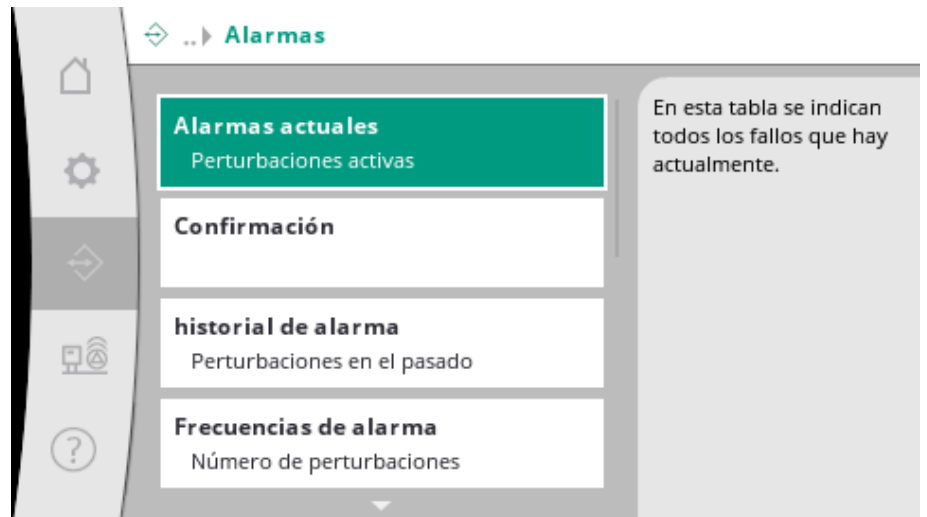 ..▸ Alarmas
Alarmas actuales
Perturbaciones activas
Confirmación
historial de alarma
Perturbaciones en el pasado
Frecuencias de alarma
Número de perturbaciones
En esta tabla se indican
todos los fallos que hay
actualmente.
?